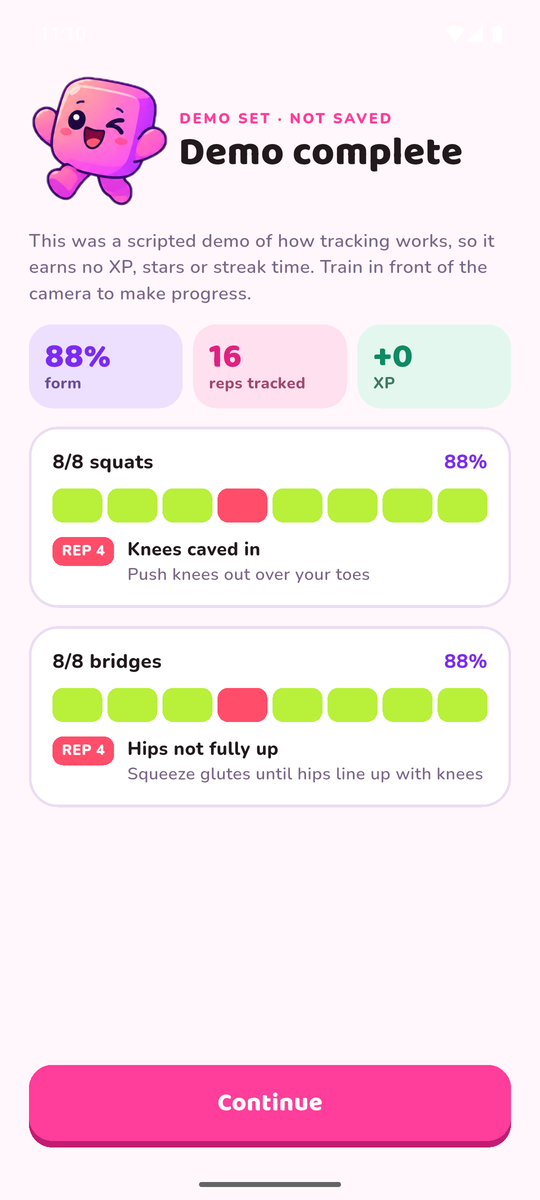 11:10
DEMO SET · NOT SAVED
Demo complete
This was a scripted demo of how tracking works, so it
earns no XP, stars or streak time. Train in front of the
camera to make progress.
88%
form
16
reps tracked
+0
XP
8/8 squats
88%
REP 4
Knees caved in
Push knees out over your toes
8/8 bridges
88%
REP 4
Hips not fully up
Squeeze glutes until hips line up with knees
Continue